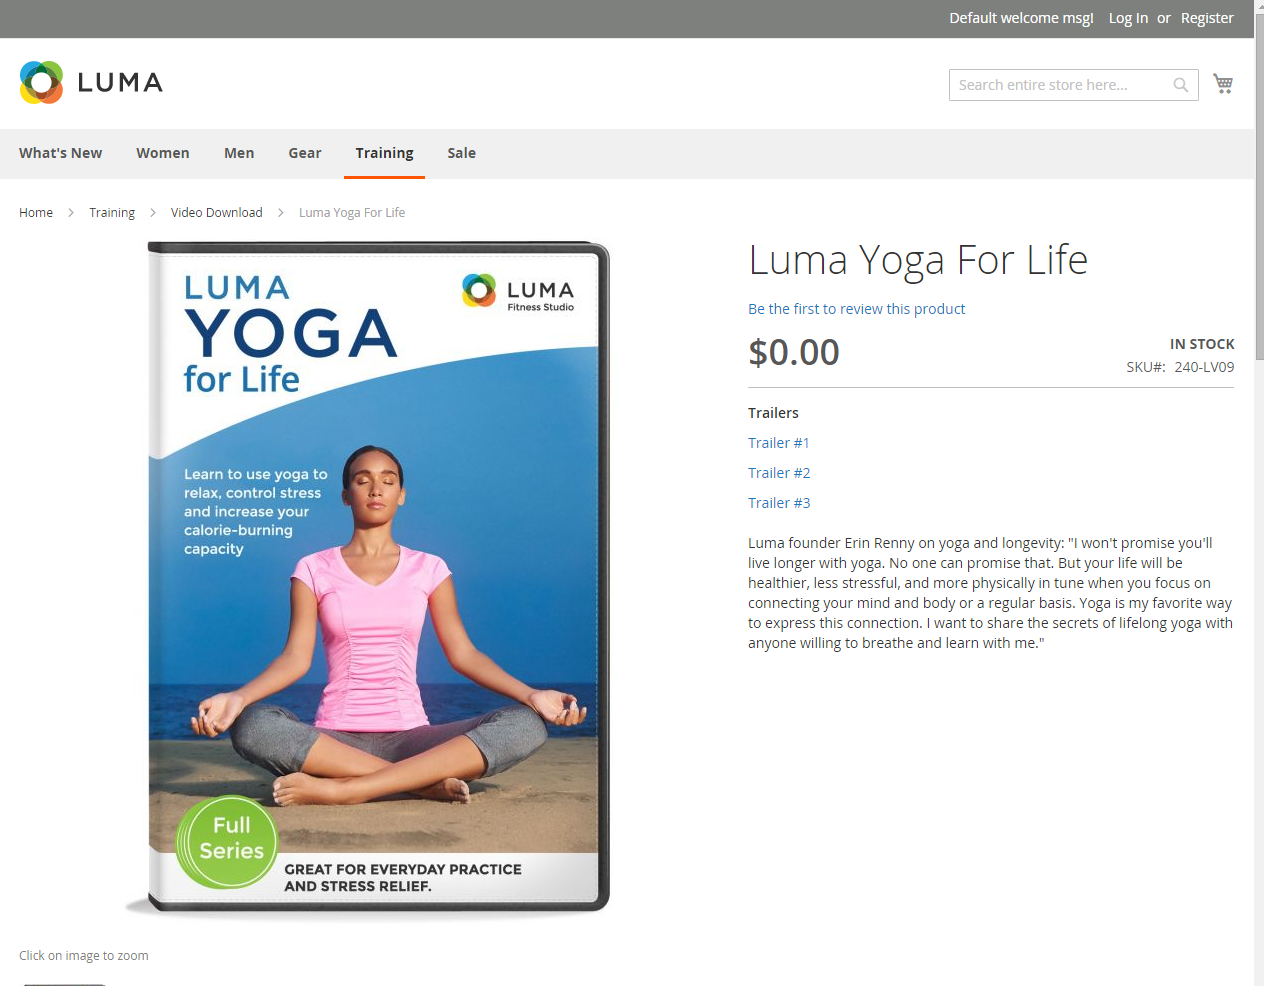 Default welcome msg! Log In or Register
LUMA
Search entire store here...
What's New Women Men Gear Training Sale
Home > Training > Video Download > Luma Yoga For Life
LUMA
YOGA
for Life
LUMA
Fitness Studio
Learn to use yoga to
relax, control stress
and increase your
calorie-burning
capacity
Full
Series
GREAT FOR EVERYDAY PRACTICE
AND STRESS RELIEF.
Click on image to zoom
Luma Yoga For Life
Be the first to review this product
$0.00
IN STOCK
SKU#: 240-LV09
Trailers
Trailer #1
Trailer #2
Trailer #3
Luma founder Erin Renny on yoga and longevity: "I won't promise you'll
live longer with yoga. No one can promise that. But your life will be
healthier, less stressful, and more physically in tune when you focus on
connecting your mind and body or a regular basis. Yoga is my favorite way
to express this connection. I want to share the secrets of lifelong yoga with
anyone willing to breathe and learn with me."